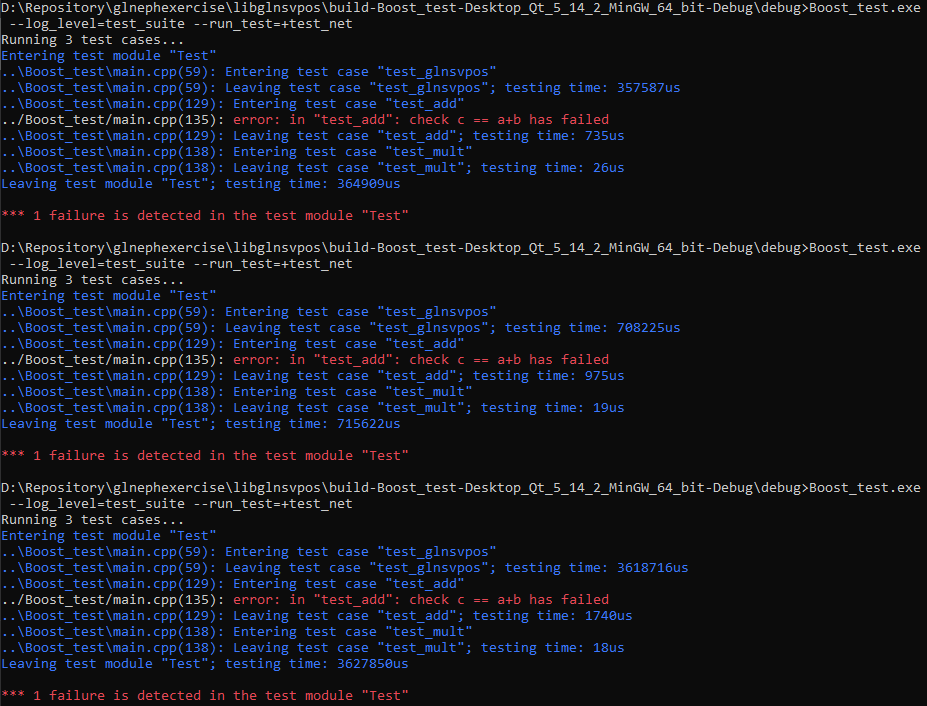 D:\Repository\glnephexercise\libglnsvpos\build-Boost_test-Desktop_Qt_5_14_2_MinGW_64_bit-Debug\debug>Boost_test.exe
 --log_level=test_suite --run_test=+test_net
Running 3 test cases...
Entering test module "Test"
..\Boost_test\main.cpp(59): Entering test case "test_glnsvpos"
..\Boost_test\main.cpp(59): Leaving test case "test_glnsvpos"; testing time: 357587us
..\Boost_test\main.cpp(129): Entering test case "test_add"
../Boost_test/main.cpp(135): error: in "test_add": check c == a+b has failed
..\Boost_test\main.cpp(129): Leaving test case "test_add"; testing time: 735us
..\Boost_test\main.cpp(138): Entering test case "test_mult"
..\Boost_test\main.cpp(138): Leaving test case "test_mult"; testing time: 26us
Leaving test module "Test"; testing time: 364909us
*** 1 failure is detected in the test module "Test"
D:\Repository\glnephexercise\libglnsvpos\build-Boost_test-Desktop_Qt_5_14_2_MinGW_64_bit-Debug\debug>Boost_test.exe
 --log_level=test_suite --run_test=+test_net
Running 3 test cases...
Entering test module "Test"
..\Boost_test\main.cpp(59): Entering test case "test_glnsvpos"
..\Boost_test\main.cpp(59): Leaving test case "test_glnsvpos"; testing time: 708225us
..\Boost_test\main.cpp(129): Entering test case "test_add"
../Boost_test/main.cpp(135): error: in "test_add": check c == a+b has failed
..\Boost_test\main.cpp(129): Leaving test case "test_add"; testing time: 975us
..\Boost_test\main.cpp(138): Entering test case "test_mult"
..\Boost_test\main.cpp(138): Leaving test case "test_mult"; testing time: 19us
Leaving test module "Test"; testing time: 715622us
*** 1 failure is detected in the test module "Test"
D:\Repository\glnephexercise\libglnsvpos\build-Boost_test-Desktop_Qt_5_14_2_MinGW_64_bit-Debug\debug>Boost_test.exe
 --log_level=test_suite --run_test=+test_net
Running 3 test cases...
Entering test module "Test"
..\Boost_test\main.cpp(59): Entering test case "test_glnsvpos"
..\Boost_test\main.cpp(59): Leaving test case "test_glnsvpos"; testing time: 3618716us
..\Boost_test\main.cpp(129): Entering test case "test_add"
../Boost_test/main.cpp(135): error: in "test_add": check c == a+b has failed
..\Boost_test\main.cpp(129): Leaving test case "test_add"; testing time: 1740us
..\Boost_test\main.cpp(138): Entering test case "test_mult"
..\Boost_test\main.cpp(138): Leaving test case "test_mult"; testing time: 18us
Leaving test module "Test"; testing time: 3627850us
*** 1 failure is detected in the test module "Test"